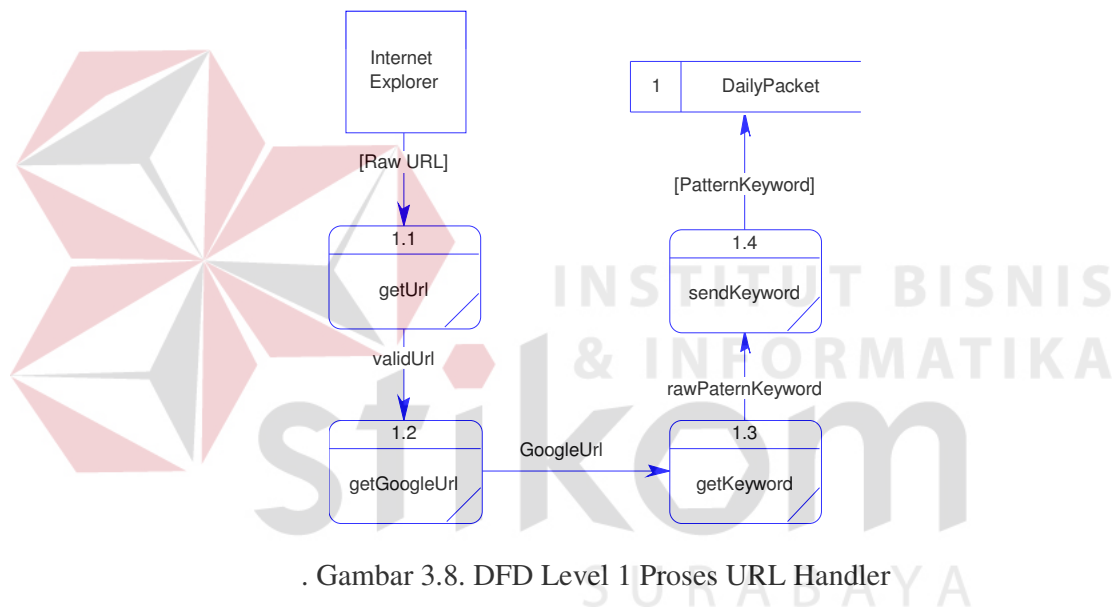 Internet
Explorer
[Raw URL]
1.1
getUrl
validUrl
1.2
getGoogleUrl
GoogleUrl
1.3
getKeyword
rawPaternKeyword
1.4
sendKeyword
[PatternKeyword]
1 DailyPacket
INSTITUT BISNIS
& INFORMATIKA
stikom
SURABAYA
. Gambar 3.8. DFD Level 1 Proses URL Handler